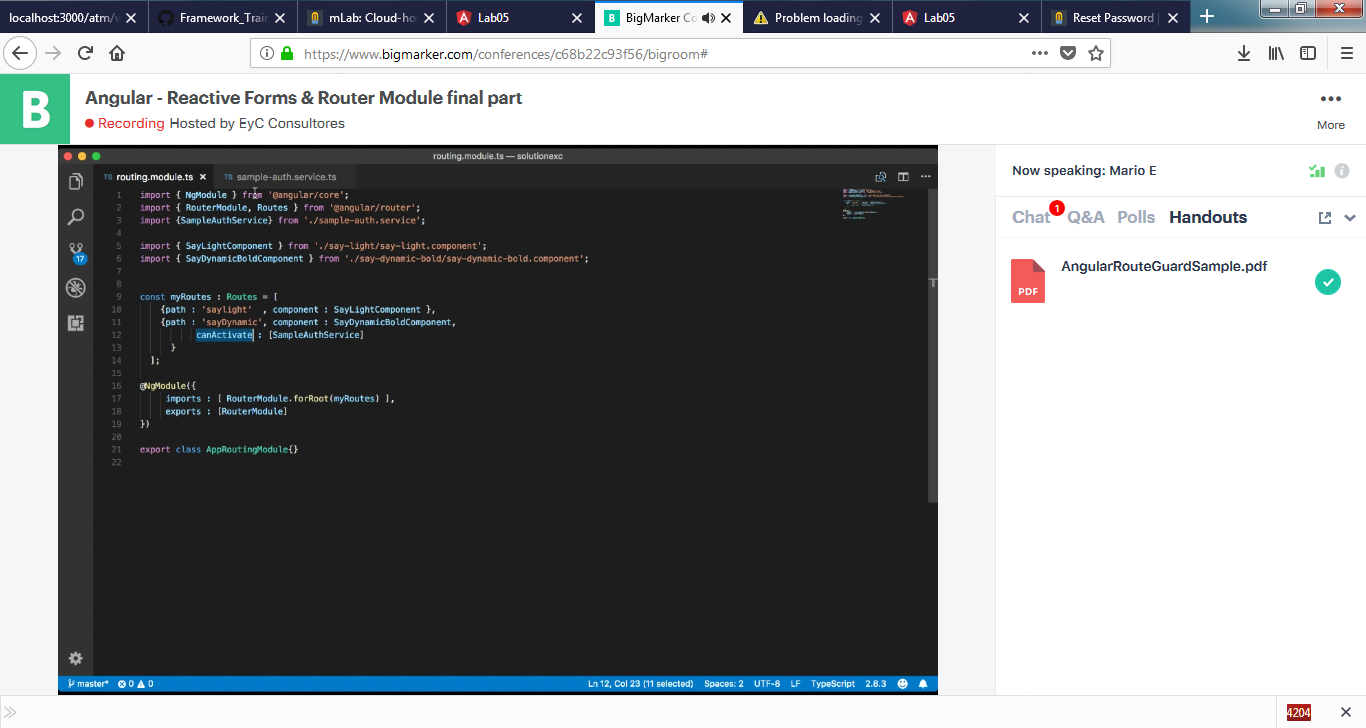 localhost:3000/atm/
Framework_Trai
mLab: Cloud-ho
Lab05
BigMarker Co
Problem loading
Lab05
Reset Password
https://www.bigmarker.com/conferences/c68b22c93f56/bigroom#
B
Angular - Reactive Forms & Router Module final part
Recording Hosted by EyC Consultores
More
routing.module.ts — solutionexc
TS routing.module.ts
TS sample-auth.service.ts
1 import { NgModule } from '@angular/core';
2 import { RouterModule, Routes } from '@angular/router';
3 import {SampleAuthService} from './sample-auth.service';
4
5 import { SayLightComponent } from './say-light/say-light.component';
6 import { SayDynamicBoldComponent } from './say-dynamic-bold/say-dynamic-bold.component';
7
8
9 const myRoutes : Routes = [
10 {path : 'saylight' , component : SayLightComponent },
11 {path : 'sayDynamic', component : SayDynamicBoldComponent,
12 canActivate : [SampleAuthService]
13 }
14 ];
15
16 @NgModule({
17 imports : [ RouterModule.forRoot(myRoutes) ],
18 exports : [RouterModule]
19 })
20
21 export class AppRoutingModule{}
22
17
master* 0 0
Ln 12, Col 23 (11 selected) Spaces: 2 UTF-8 LF TypeScript 2.8.3
Now speaking: Mario E
Chat 1 Q&A Polls Handouts
PDF
AngularRouteGuardSample.pdf
4204